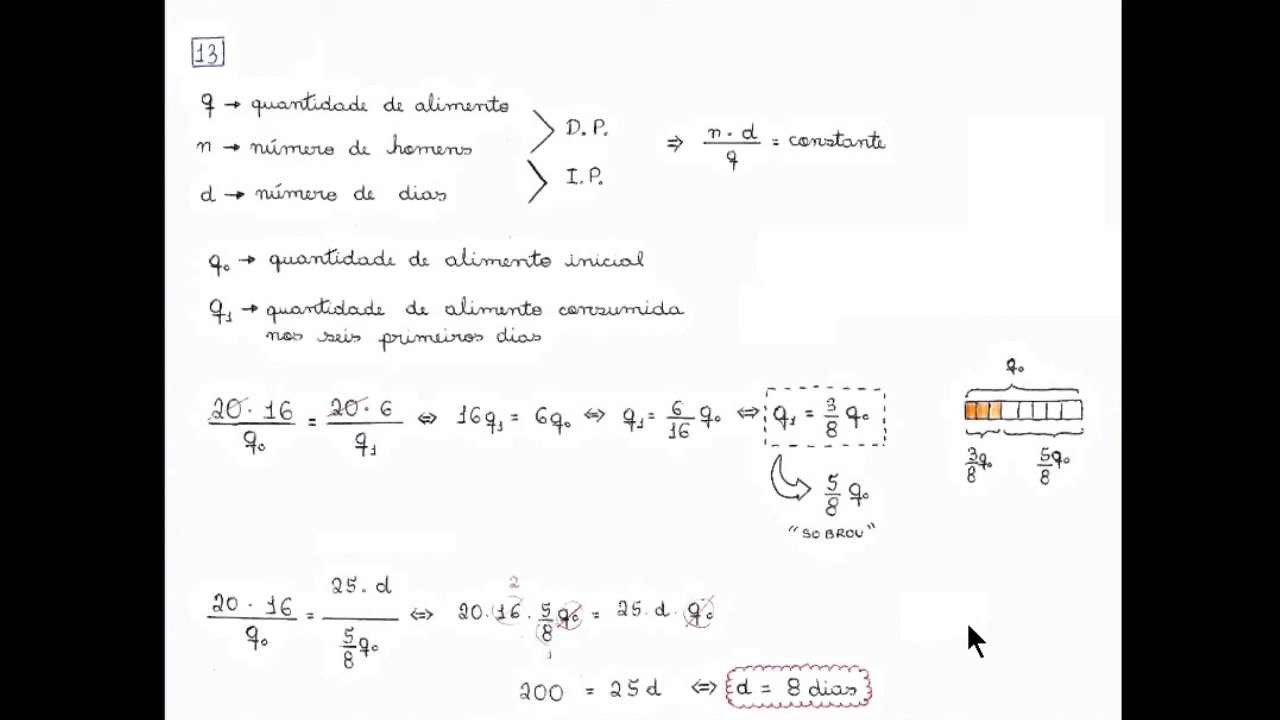 13
q → quantidade de alimento
n → número de homens
d → número de dias
D.P.
I.P.
⇒ n · d / q = constante
q₀ → quantidade de alimento inicial
q₁ → quantidade de alimento consumida
nos seis primeiros dias
20 · 16 / q₀ = 20 · 6 / q₁ ⇔ 16q₁ = 6q₀ ⇔ q₁ = 6/16 q₀ ⇔ q₁ = 3/8 q₀
q₀
3/8 q₀ 5/8 q₀
5/8 q₀
"SOBROU"
20 · 16 / q₀ = 25 . d / 5/8 q₀ ⇔ 20 . 16 . 5/8 q₀ = 25 . d . q₀
2
1
200 = 25d ⇔ d = 8 dias